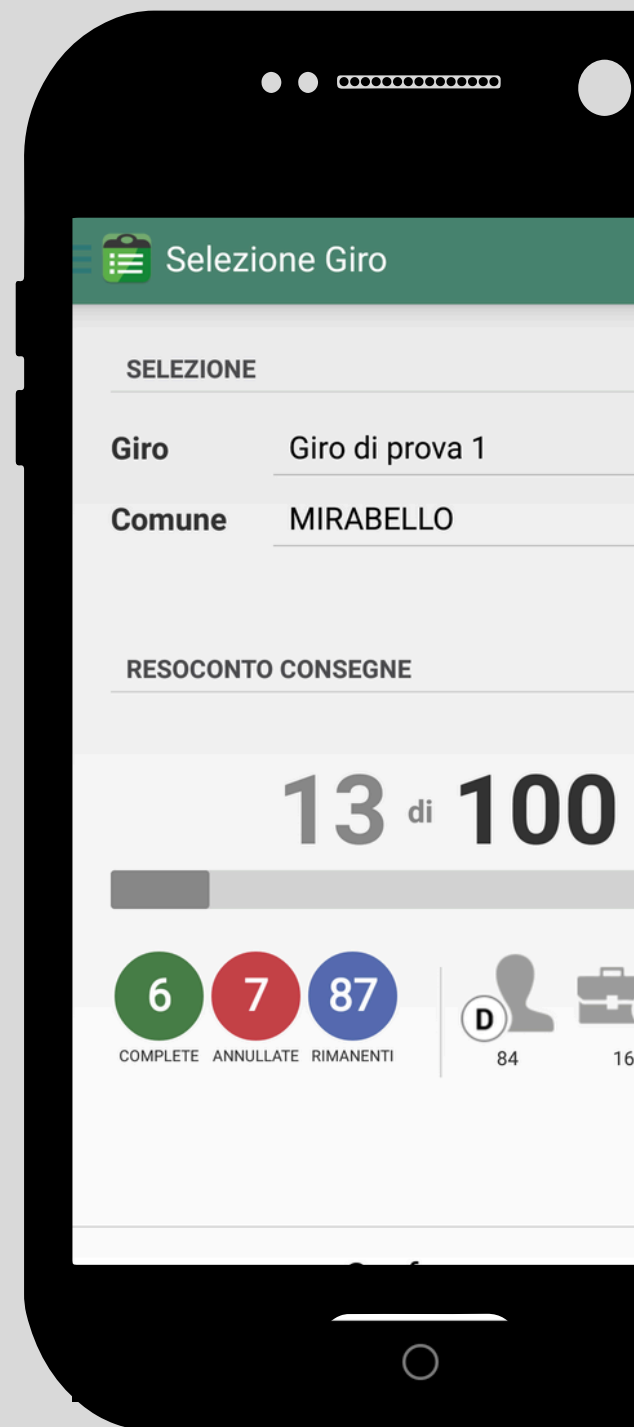 Selezione Giro
SELEZIONE
Giro Giro di prova 1
Comune MIRABELLO
RESOCONTO CONSEGNE
13 di 100
6 7 87
COMPLETE ANNULLATE RIMANENTI
D
84 16